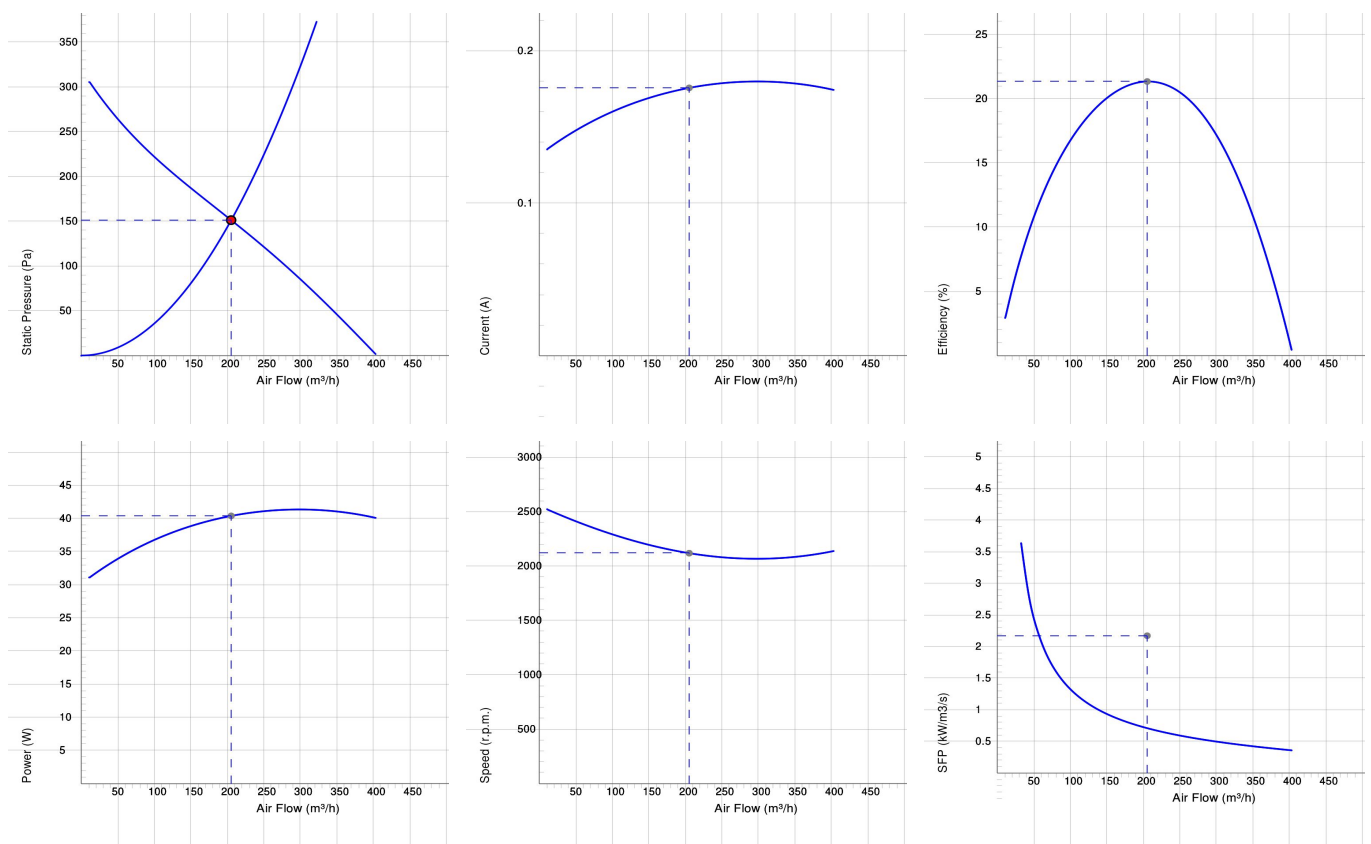 350
300
250
200
150
100
50
Static Pressure (Pa)
50 100 150 200 250 300 350 400 450
Air Flow (m³/h)
0.2
0.1
Current (A)
50 100 150 200 250 300 350 400 450
Air Flow (m³/h)
25
20
15
10
5
Efficiency (%)
50 100 150 200 250 300 350 400 450
Air Flow (m³/h)
45
40
35
30
25
20
15
10
5
Power (W)
50 100 150 200 250 300 350 400 450
Air Flow (m³/h)
3000
2500
2000
1500
1000
500
Speed (r.p.m.)
50 100 150 200 250 300 350 400 450
Air Flow (m³/h)
5
4.5
4
3.5
3
2.5
2
1.5
1
0.5
SFP (kW/m3/s)
50 100 150 200 250 300 350 400 450
Air Flow (m³/h)